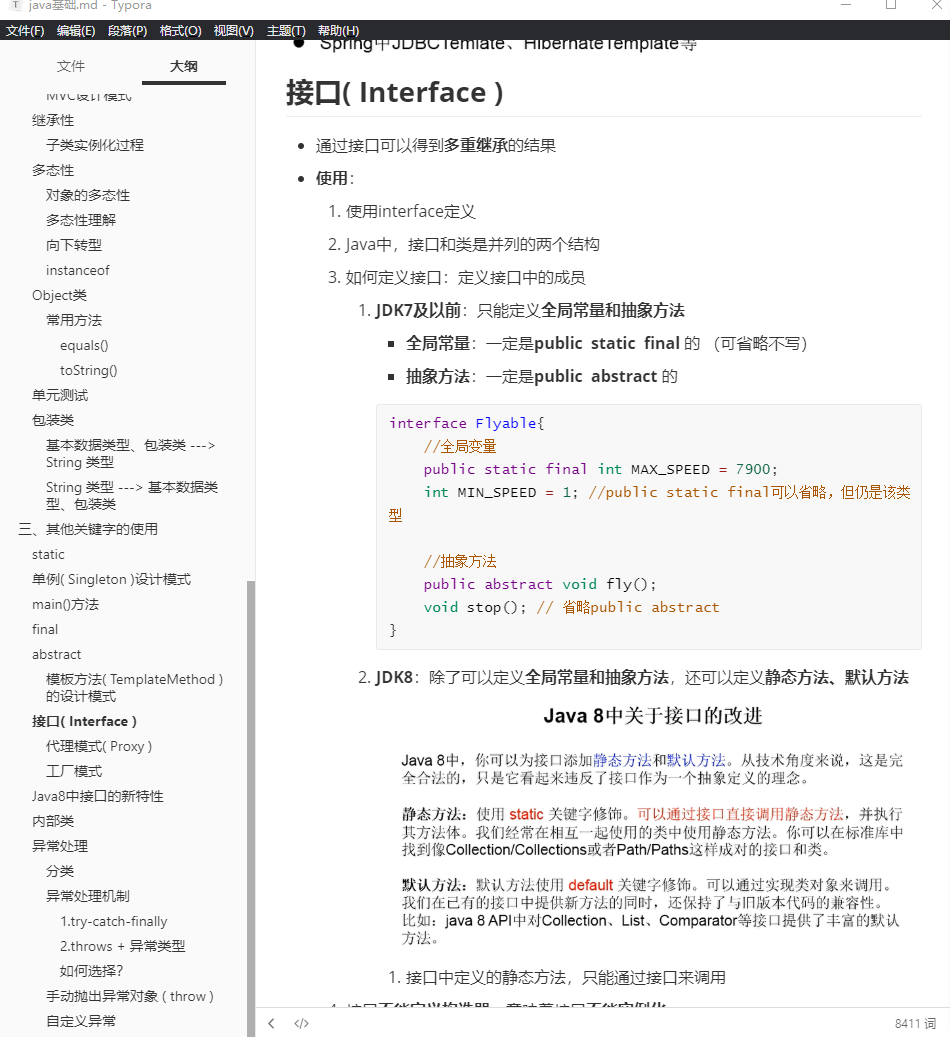 java基础.md - Typora
文件(F) 编辑(E) 段落(P) 格式(O) 视图(V) 主题(T) 帮助(H)
文件 大纲
MVC设计模式
继承性
子类实例化过程
多态性
对象的多态性
多态性理解
向下转型
instanceof
Object类
常用方法
equals()
toString()
单元测试
包装类
基本数据类型、包装类 --->
String 类型
String 类型 ---> 基本数据类
型、包装类
三、其他关键字的使用
static
单例( Singleton )设计模式
main()方法
final
abstract
模板方法( TemplateMethod )
的设计模式
接口( Interface )
代理模式( Proxy )
工厂模式
Java8中接口的新特性
内部类
异常处理
分类
异常处理机制
1.try-catch-finally
2.throws + 异常类型
如何选择?
手动抛出异常对象 ( throw )
自定义异常
Spring中JDBCTemlate、HibernateTemplate等
接口( Interface )
通过接口可以得到多重继承的结果
使用：
1. 使用interface定义
2. Java中，接口和类是并列的两个结构
3. 如何定义接口：定义接口中的成员
1. JDK7及以前：只能定义全局常量和抽象方法
全局常量：一定是public static final 的 （可省略不写）
抽象方法：一定是public abstract 的
interface Flyable{
//全局变量
public static final int MAX_SPEED = 7900;
int MIN_SPEED = 1; //public static final可以省略，但仍是该类
型
//抽象方法
public abstract void fly();
void stop(); // 省略public abstract
}
2. JDK8：除了可以定义全局常量和抽象方法，还可以定义静态方法、默认方法
Java 8中关于接口的改进
Java 8中，你可以为接口添加静态方法和默认方法。从技术角度来说，这是完
全合法的，只是它看起来违反了接口作为一个抽象定义的理念。
静态方法：使用 static 关键字修饰。可以通过接口直接调用静态方法，并执行
其方法体。我们经常在相互一起使用的类中使用静态方法。你可以在标准库中
找到像Collection/Collections或者Path/Paths这样成对的接口和类。
默认方法：默认方法使用 default 关键字修饰。可以通过实现类对象来调用。
我们在已有的接口中提供新方法的同时，还保持了与旧版本代码的兼容性。
比如：java 8 API中对Collection、List、Comparator等接口提供了丰富的默认
方法。
1. 接口中定义的静态方法，只能通过接口来调用
4. 接口不能定义构造器，意味着接口不能实例化
</> 8411 词